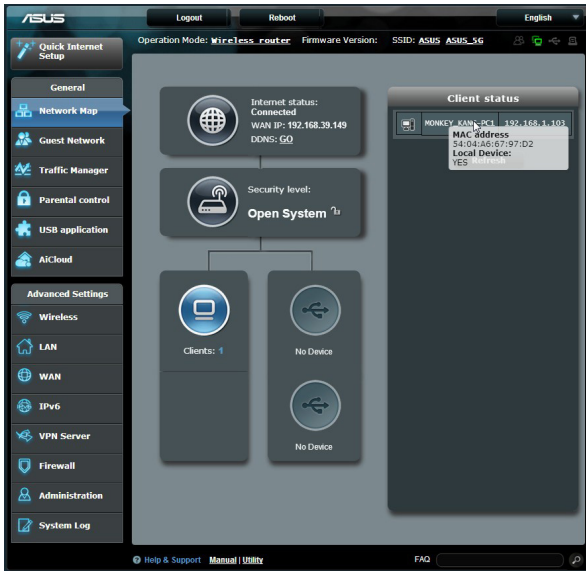 ASUS
Logout
Reboot
English
Quick Internet
Setup
Operation Mode: Wireless router Firmware Version: SSID: ASUS ASUS_5G
General
Network Map
Guest Network
Traffic Manager
Parental control
USB application
AiCloud
Advanced Settings
Wireless
LAN
WAN
IPv6
VPN Server
Firewall
Administration
System Log
Internet status:
Connected
WAN IP: 192.168.39.149
DDNS: GO
Security level:
Open System
Clients: 1
No Device
No Device
Client status
192.168.1.103
MAC address
54:04:A6:67:97:D2
Local Device:
YES
Refresh
Help & Support Manual | Utility
FAQ